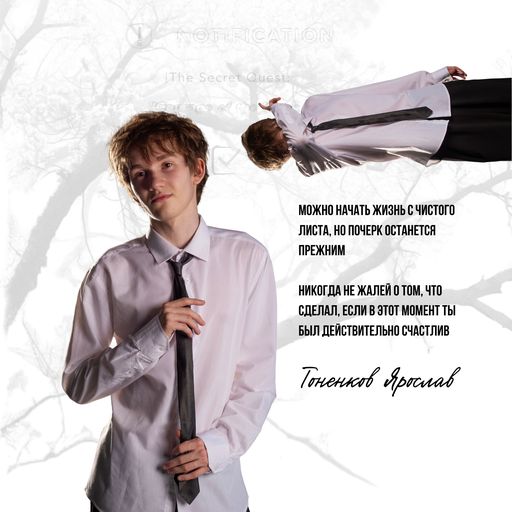 NOTIFICATION
[The Secret Quest:
МОЖНО НАЧАТЬ ЖИЗНЬ С ЧИСТОГО
ЛИСТА, НО ПОЧЕРК ОСТАНЕТСЯ
ПРЕЖНИМ
НИКОГДА НЕ ЖАЛЕЙ О ТОМ, ЧТО
СДЕЛАЛ, ЕСЛИ В ЭТОТ МОМЕНТ ТЫ
БЫЛ ДЕЙСТВИТЕЛЬНО СЧАСТЛИВ
Тоненков Ярослав